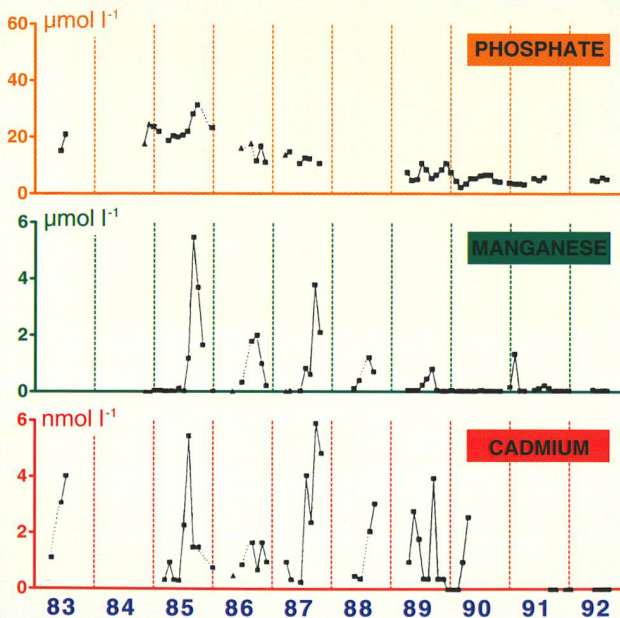 60 µmol l-1
PHOSPHATE
40
20
0
6 µmol l-1
MANGANESE
4
2
0
6 nmol l-1
CADMIUM
4
2
0
83 84 85 86 87 88 89 90 91 92